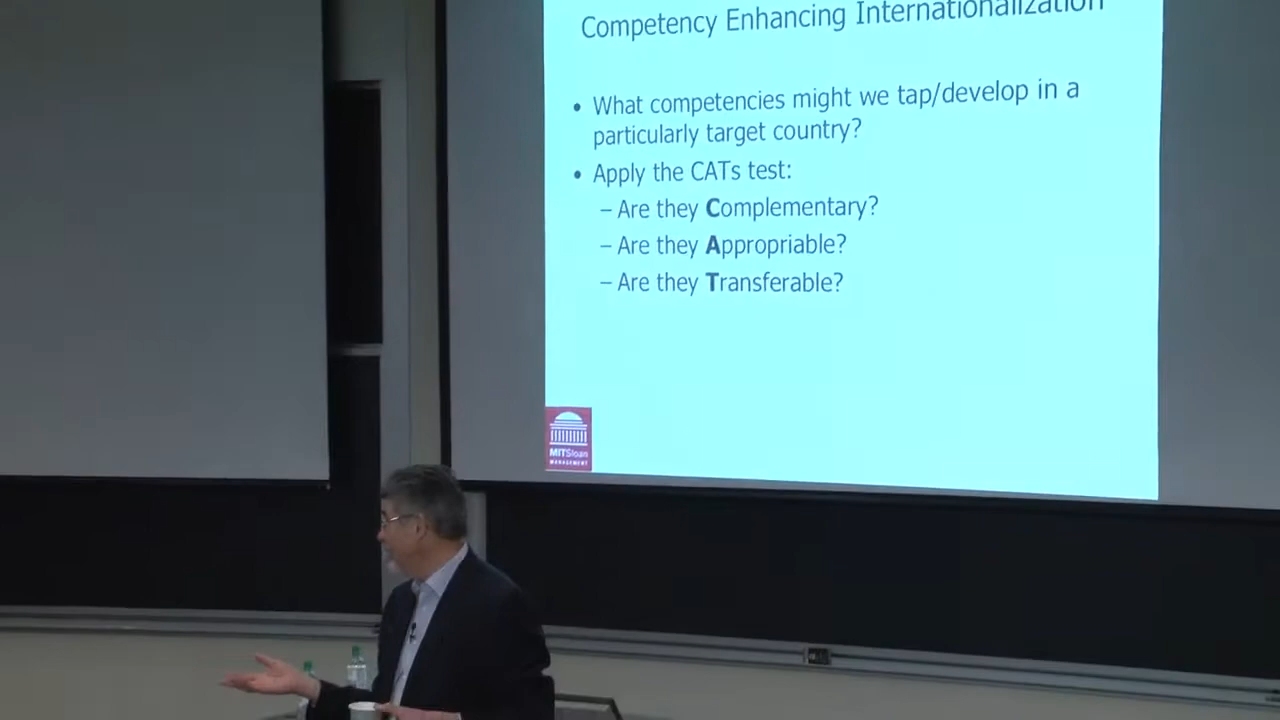 Competency Enhancing Internationalization
• What competencies might we tap/develop in a
particularly target country?
• Apply the CATs test:
– Are they Complementary?
– Are they Appropriable?
– Are they Transferable?
MITSloan
MANAGEMENT